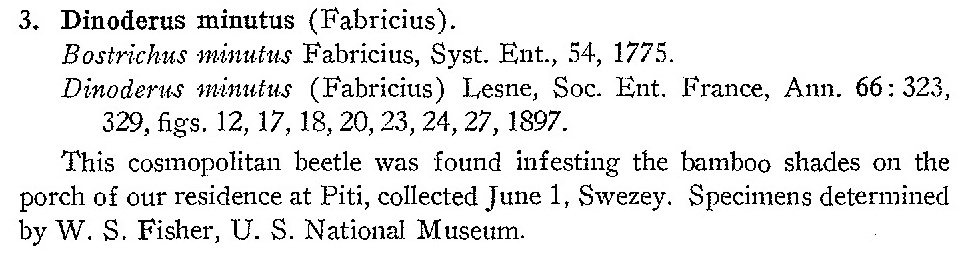 3. Dinoderus minutus (Fabricius).
Bostrichus minutus Fabricius, Syst. Ent., 54, 1775.
Dinoderus minutus (Fabricius) Lesne, Soc. Ent. France, Ann. 66: 323,
329, figs. 12, 17, 18, 20, 23, 24, 27, 1897.
This cosmopolitan beetle was found infesting the bamboo shades on the
porch of our residence at Piti, collected June 1, Swezey. Specimens determined
by W. S. Fisher, U. S. National Museum.